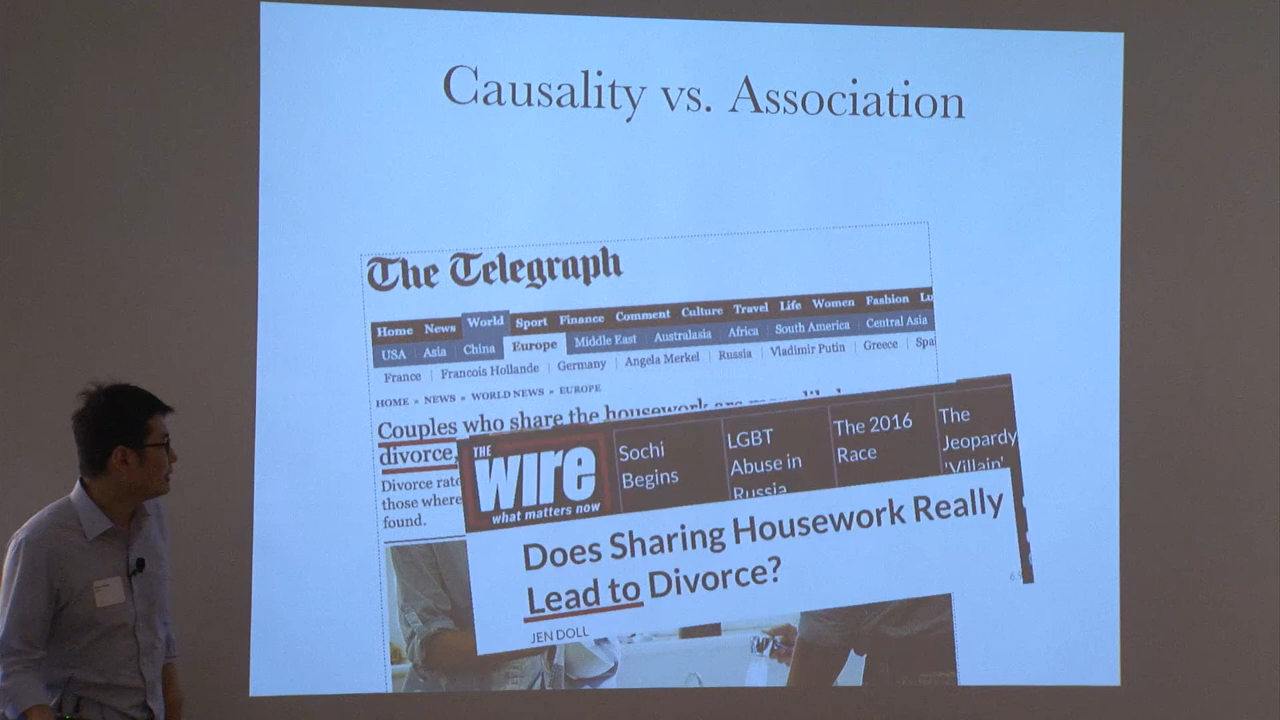 Causality vs. Association
The Telegraph
Home News World Sport Finance Comment Culture Travel Life Women Fashion Lu
USA Asia China Europe Middle East Australasia Africa South America Central Asia
France Francois Hollande Germany Angela Merkel Russia Vladimir Putin Greece Spa
HOME » NEWS » WORLD NEWS » EUROPE
Couples who share the housework are
divorce,
Divorce rate
those where
found.
THE
wire
what matters now
Sochi
Begins
LGBT
Abuse in
Russia
The 2016
Race
The
Jeopardy
'Villain'
Does Sharing Housework Really
Lead to Divorce?
JEN DOLL